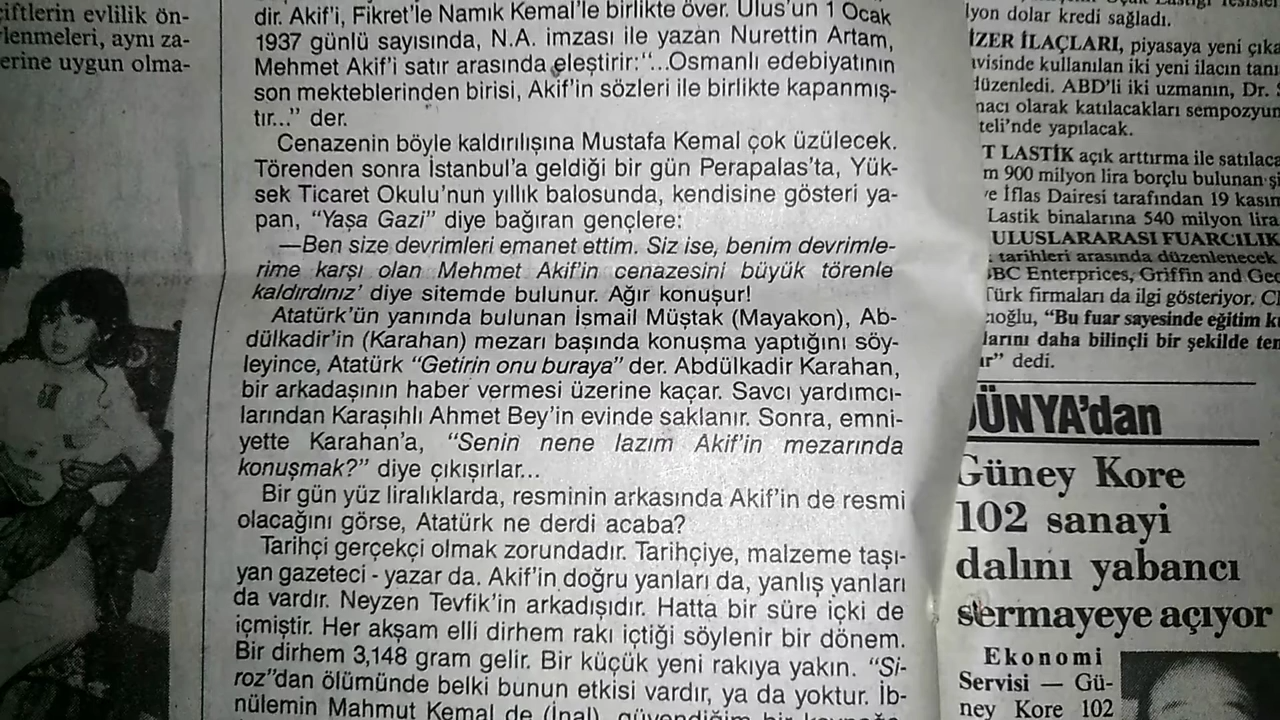 çiftlerin evlilik ön-
lenmeleri, aynı za-
erine uygun olma-
dir. Akif'i, Fikret'le Namık Kemal'le birlikte över. Ulus'un 1 Ocak
1937 günlü sayısında, N.A. imzası ile yazan Nurettin Artam,
Mehmet Akif'i satır arasında eleştirir:"...Osmanlı edebiyatının
son mekteblerinden birisi, Akif'in sözleri ile birlikte kapanmış-
tır..." der.
Cenazenin böyle kaldırılışına Mustafa Kemal çok üzülecek.
Törenden sonra İstanbul'a geldiği bir gün Perapalas'ta, Yük-
sek Ticaret Okulu'nun yıllık balosunda, kendisine gösteri ya-
pan, "Yaşa Gazi" diye bağıran gençlere:
—Ben size devrimleri emanet ettim. Siz ise, benim devrimle-
rime karşı olan Mehmet Akif'in cenazesini büyük törenle
kaldırdınız' diye sitemde bulunur. Ağır konuşur!
Atatürk'ün yanında bulunan İsmail Müştak (Mayakon), Ab-
dülkadir'in (Karahan) mezarı başında konuşma yaptığını söy-
leyince, Atatürk "Getirin onu buraya" der. Abdülkadir Karahan,
bir arkadaşının haber vermesi üzerine kaçar. Savcı yardımcı-
larından Karaşıhlı Ahmet Bey'in evinde saklanır. Sonra, emni-
yette Karahan'a, "Senin nene lazım Akif'in mezarında
konuşmak?" diye çıkışırlar...
Bir gün yüz liralıklarda, resminin arkasında Akif'in de resmi
olacağını görse, Atatürk ne derdi acaba?
Tarihçi gerçekçi olmak zorundadır. Tarihçiye, malzeme taşı-
yan gazeteci - yazar da. Akif'in doğru yanları da, yanlış yanları
da vardır. Neyzen Tevfik'in arkadışıdır. Hatta bir süre içki de
içmiştir. Her akşam elli dirhem rakı içtiği söylenir bir dönem.
Bir dirhem 3,148 gram gelir. Bir küçük yeni rakıya yakın. "Si-
roz"dan ölümünde belki bunun etkisi vardır, ya da yoktur. İb-
nülemin Mahmut Kemal de (İnal), güvendiğim bir
lyon dolar kredi sağladı.
İZER İLAÇLARI, piyasaya yeni çıka
avisinde kullanılan iki yeni ilacın tanı
düzenledi. ABD'li iki uzmanın, Dr. S
nacı olarak katılacakları sempozyun
teli'nde yapılacak.
T LASTİK açık arttırma ile satılaca
m 900 milyon lira borçlu bulunan şi
ve İflas Dairesi tarafından 19 kasım
Lastik binalarına 540 milyon lira
ULUSLARARASI FUARCILIK
tarihleri arasında düzenlenecek
BC Enterprices, Griffin and Geo
Türk firmaları da ilgi gösteriyor. C
cıoğlu, "Bu fuar sayesinde eğitim k
larını daha bilinçli bir şekilde tem
ır" dedi.
DÜNYA'dan
Güney Kore
102 sanayi
dalını yabancı
sermayeye açıyor
Ekonomi
Servisi — Gü-
ney Kore 102